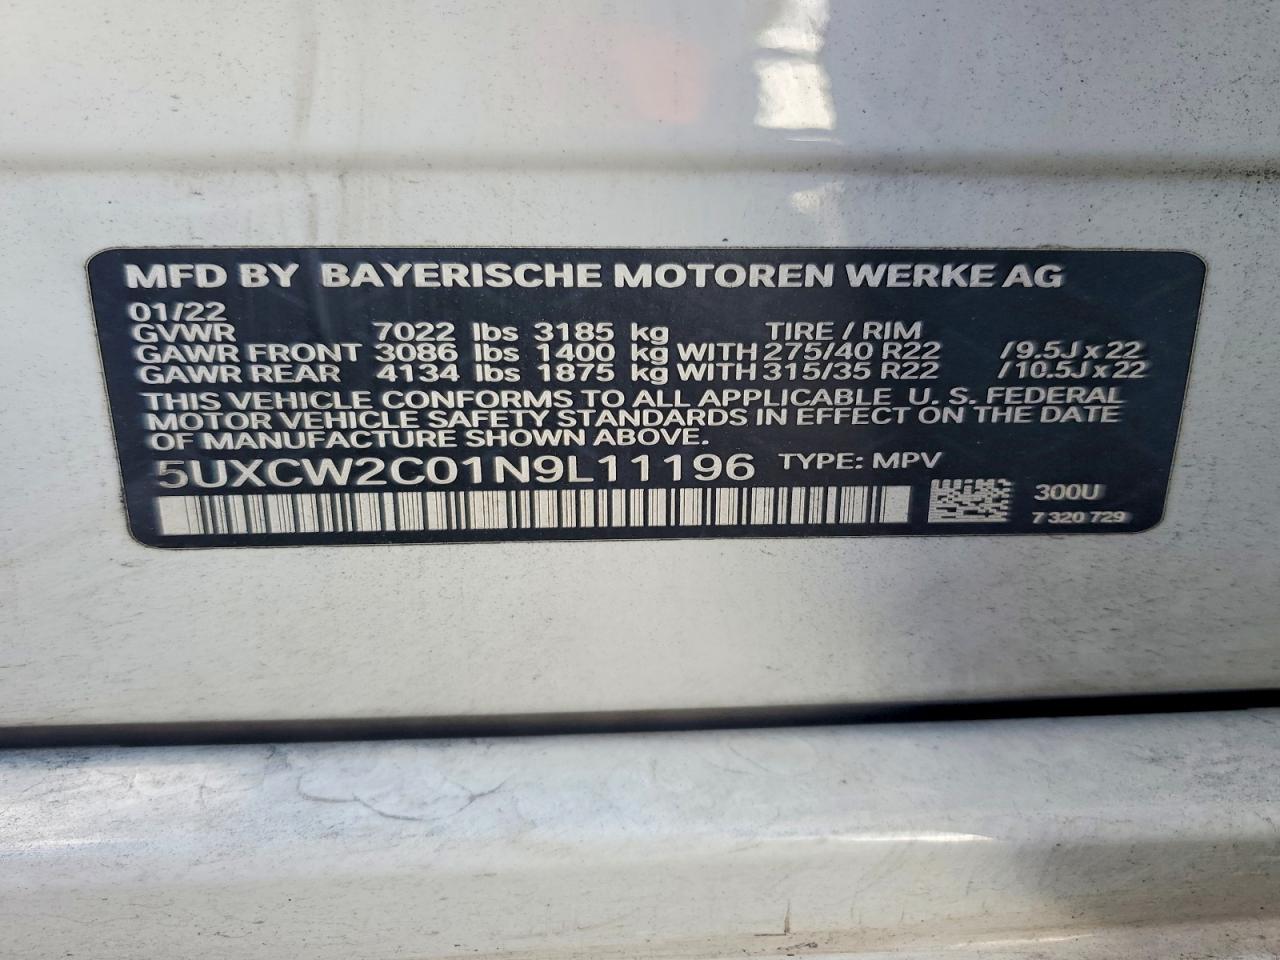 MFD BY BAYERISCHE MOTOREN WERKE AG
01/22
GVWR 7022 lbs 3185 kg TIRE / RIM
GAWR FRONT 3086 lbs 1400 kg WITH 275/40 R22 /9.5J x 22
GAWR REAR 4134 lbs 1875 kg WITH 315/35 R22 /10.5J x 22
THIS VEHICLE CONFORMS TO ALL APPLICABLE U. S. FEDERAL
MOTOR VEHICLE SAFETY STANDARDS IN EFFECT ON THE DATE
OF MANUFACTURE SHOWN ABOVE.
5UXCW2C01N9L11196 TYPE: MPV
300U
7 320 729